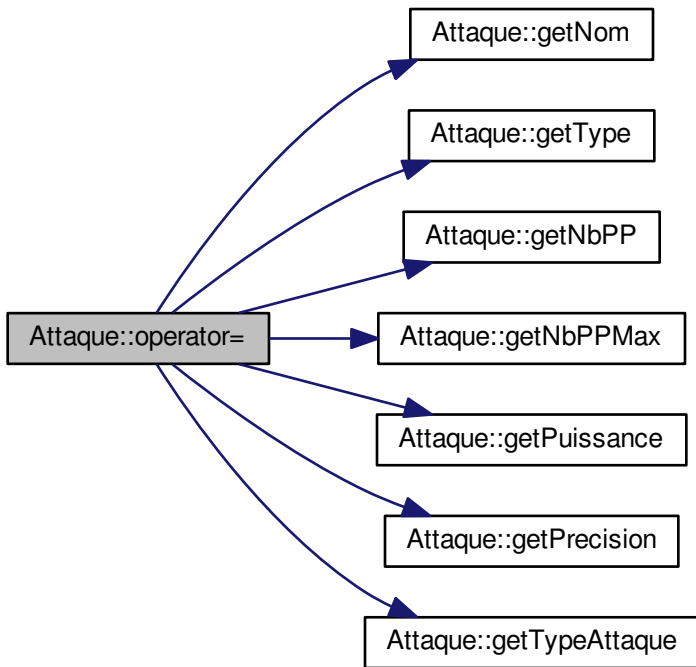 Attaque::getNom
Attaque::getType
Attaque::getNbPP
Attaque::operator=
Attaque::getNbPPMax
Attaque::getPuissance
Attaque::getPrecision
Attaque::getTypeAttaque